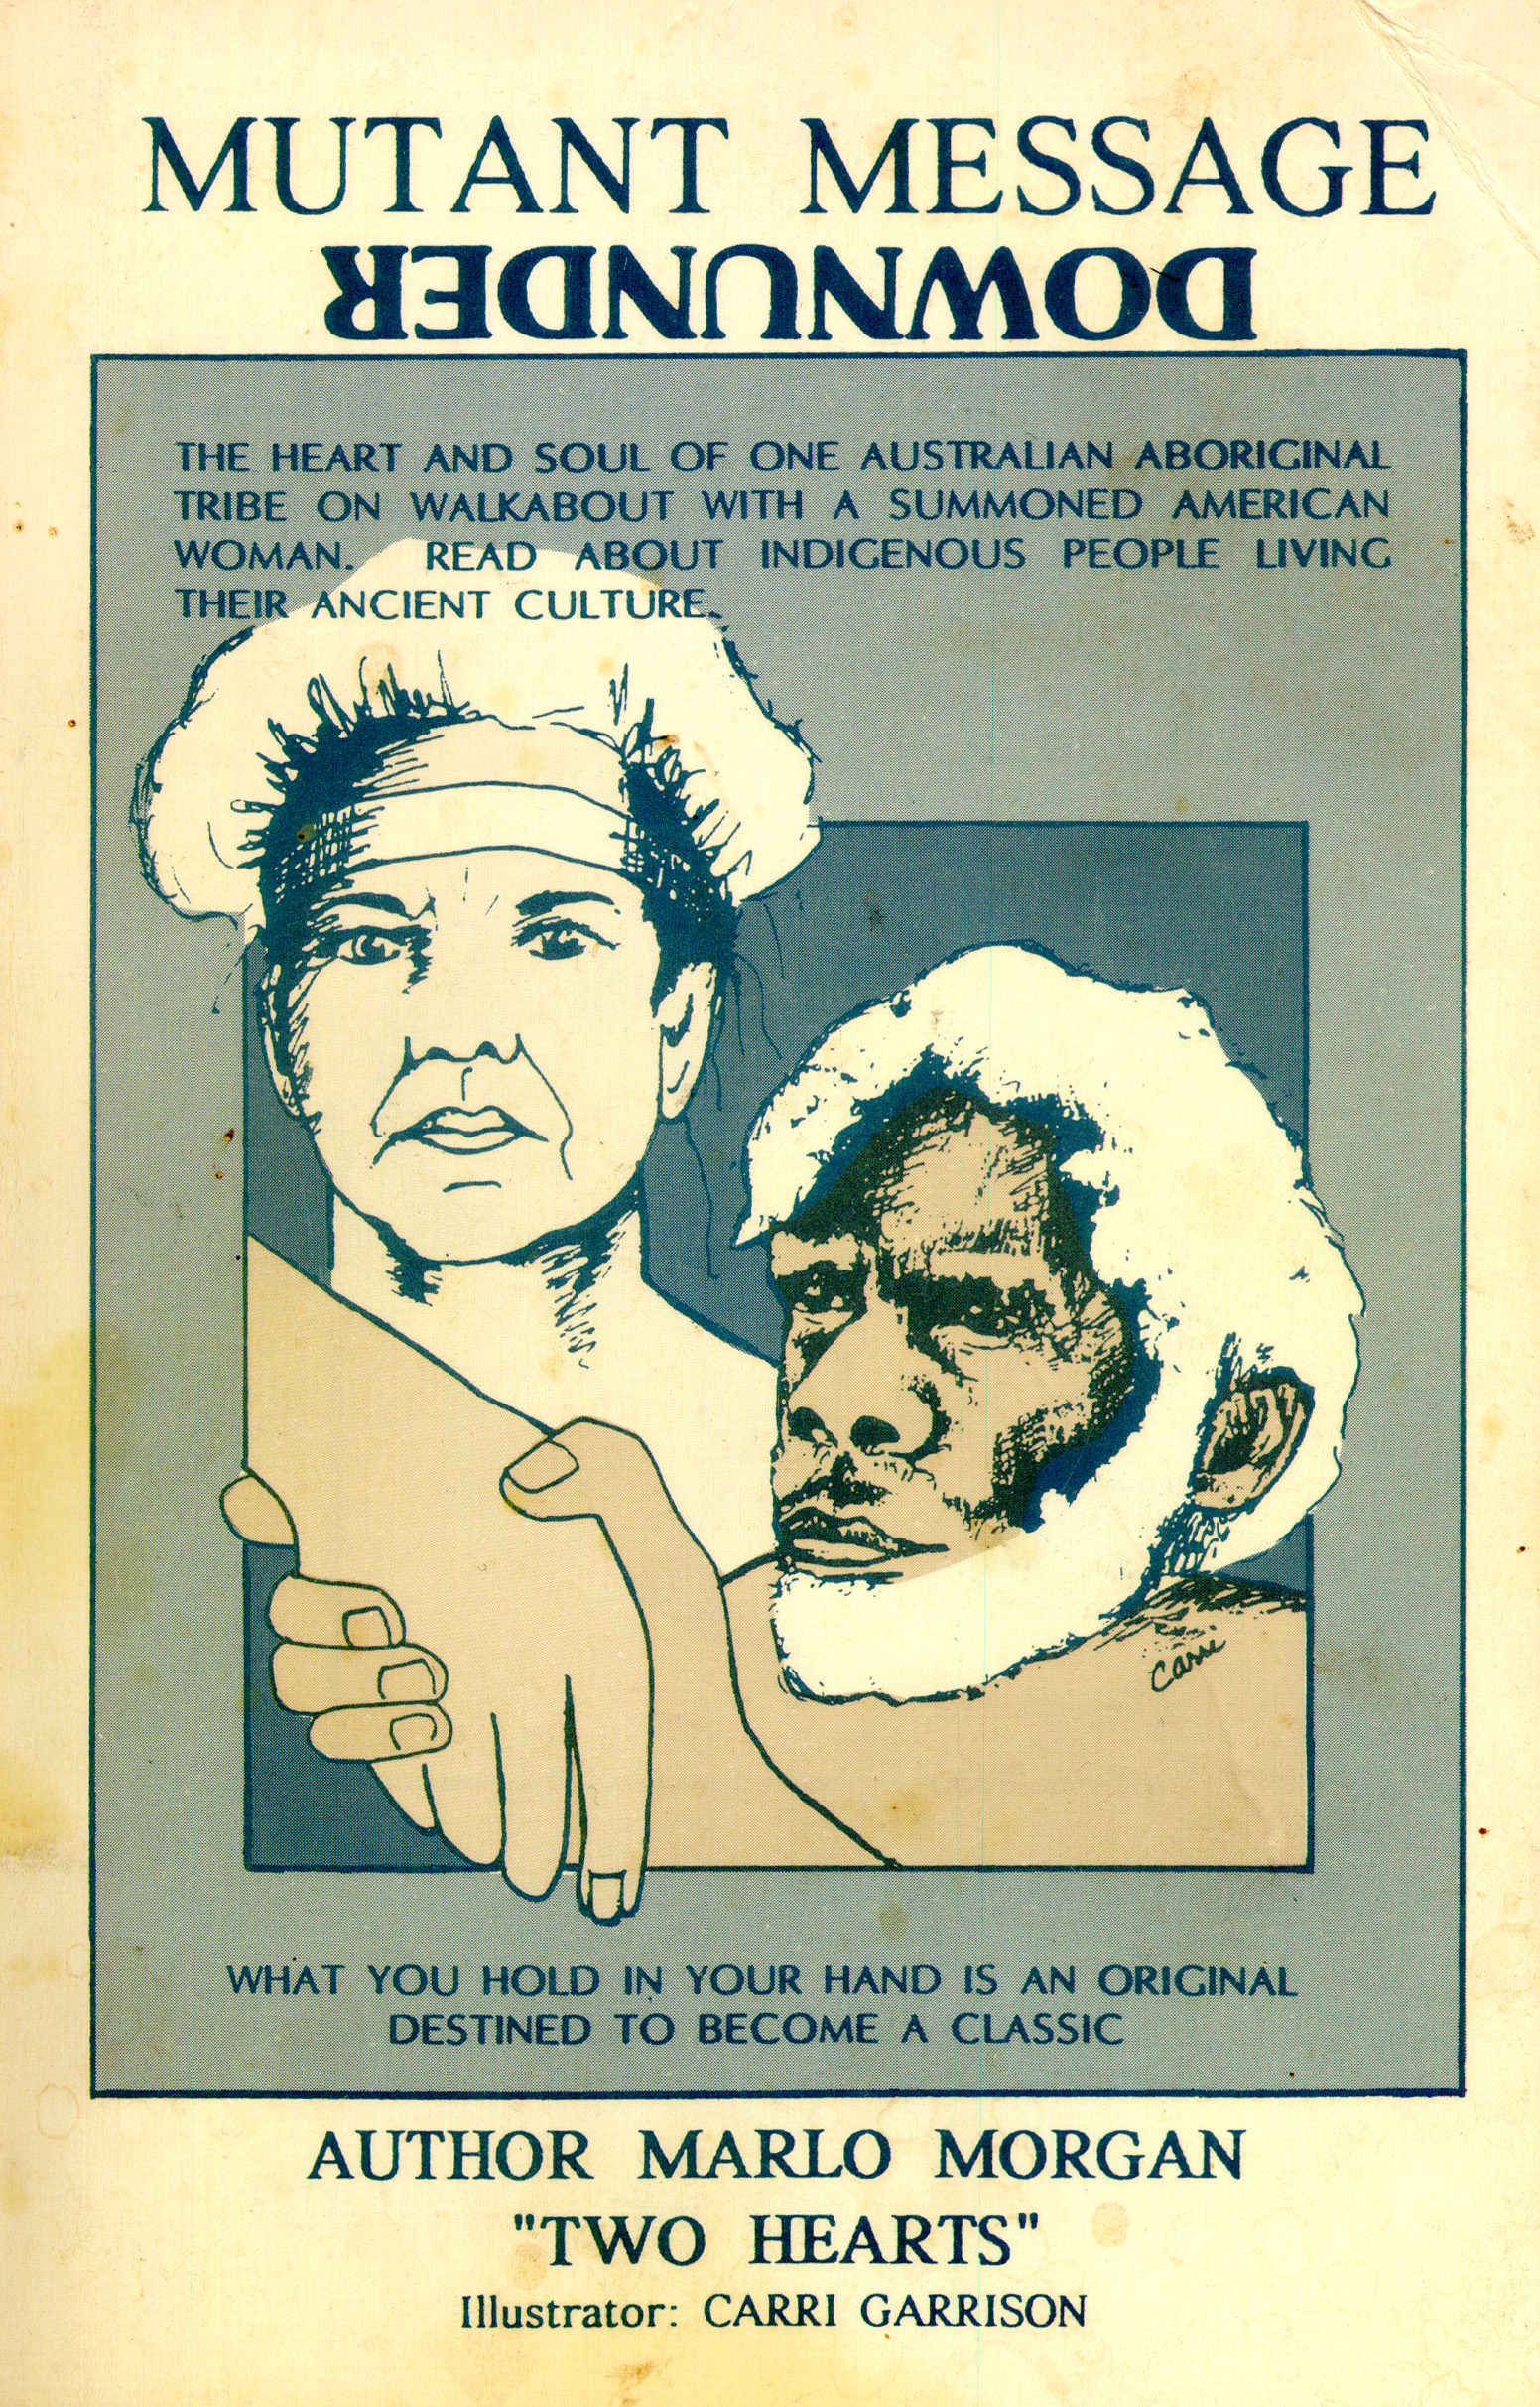 MUTANT MESSAGE
DOWNUNDER
THE HEART AND SOUL OF ONE AUSTRALIAN ABORIGINAL
TRIBE ON WALKABOUT WITH A SUMMONED AMERICAN
WOMAN. READ ABOUT INDIGENOUS PEOPLE LIVING
THEIR ANCIENT CULTURE.
Carri
WHAT YOU HOLD IN YOUR HAND IS AN ORIGINAL
DESTINED TO BECOME A CLASSIC
AUTHOR MARLO MORGAN
"TWO HEARTS"
Illustrator: CARRI GARRISON